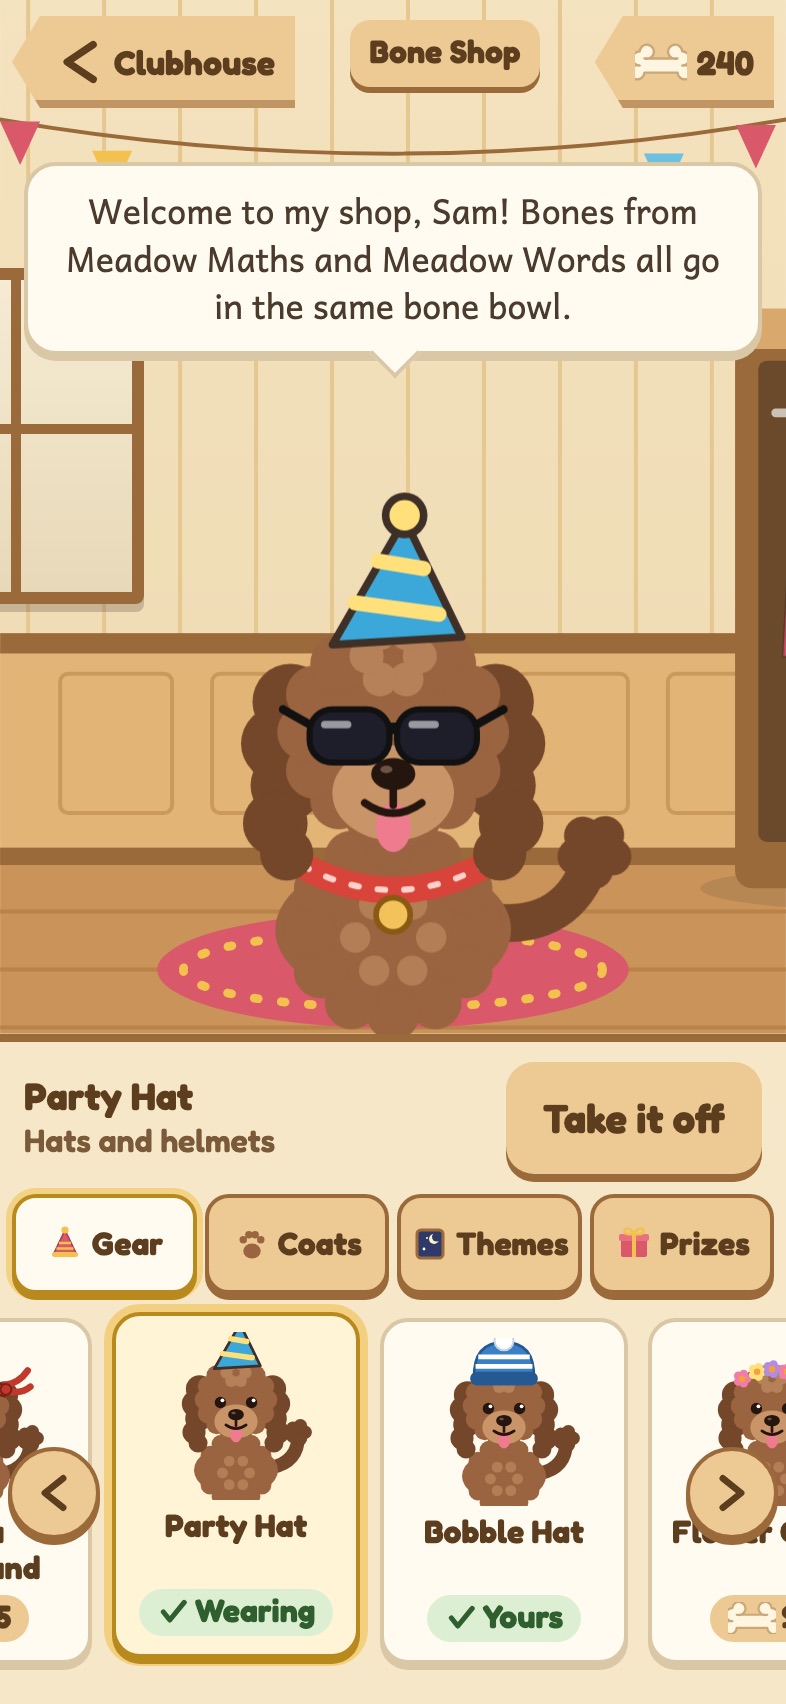 Clubhouse
Bone Shop
240
Welcome to my shop, Sam! Bones from
Meadow Maths and Meadow Words all go
in the same bone bowl.
Party Hat
Hats and helmets
Take it off
Gear
Coats
Themes
Prizes
Party Hat
Wearing
Bobble Hat
Yours